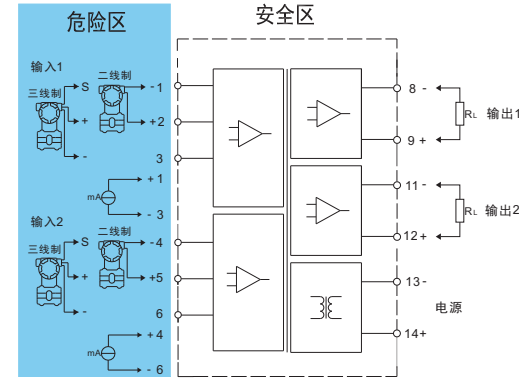 危险区
安全区
输入1
三线制
S
+
-
二线制
-1
+2
3
mA
+1
- 3
输入2
三线制
S
+
-
二线制
-4
+5
6
mA
+4
- 6
8 -
9 +
RL
输出1
11 -
12 +
RL
输出2
13 -
14+
电源